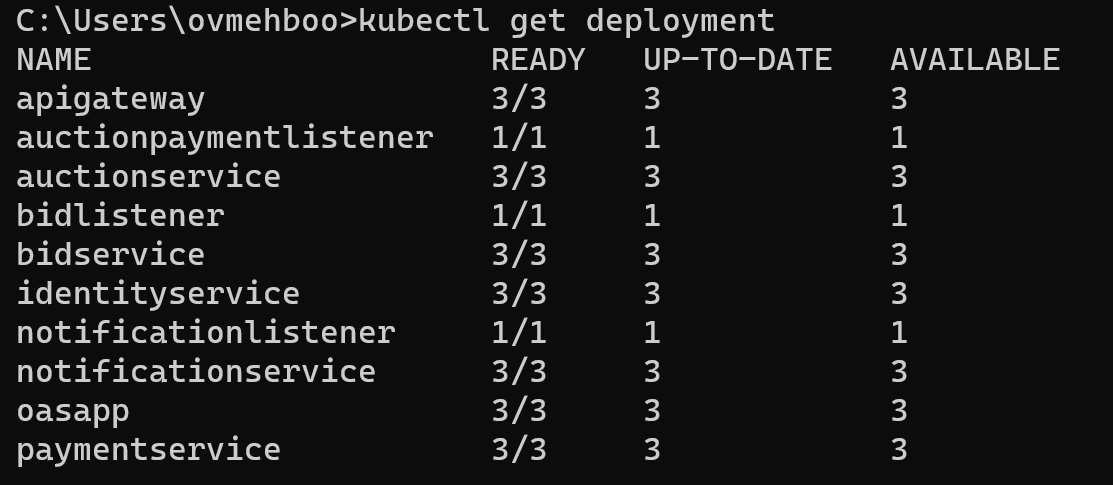 C:\Users\ovmehboo>kubectl get deployment
NAME READY UP-TO-DATE AVAILABLE
apigateway 3/3 3 3
auctionpaymentlistener 1/1 1 1
auctionservice 3/3 3 3
bidlistener 1/1 1 1
bidservice 3/3 3 3
identityservice 3/3 3 3
notificationlistener 1/1 1 1
notificationservice 3/3 3 3
oasapp 3/3 3 3
paymentservice 3/3 3 3